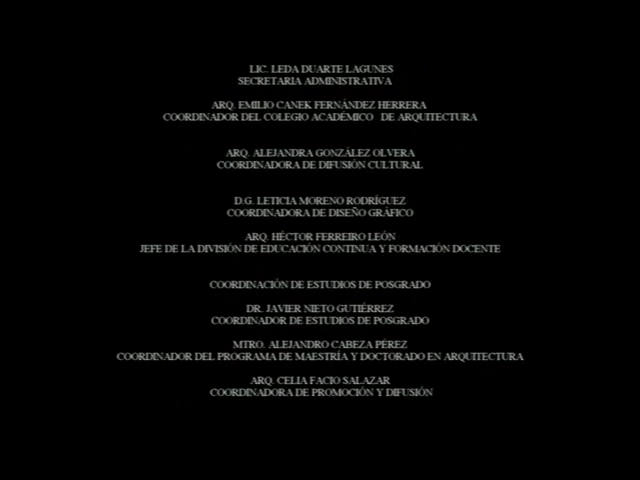 LIC. LEDA DUARTE LAGUNES
SECRETARIA ADMINISTRATIVA
ARQ. EMILIO CANEK FERNÁNDEZ HERRERA
COORDINADOR DEL COLEGIO ACADÉMICO DE ARQUITECTURA
ARQ. ALEJANDRA GONZÁLEZ OLVERA
COORDINADORA DE DIFUSIÓN CULTURAL
D.G. LETICIA MORENO RODRÍGUEZ
COORDINADORA DE DISEÑO GRÁFICO
ARQ. HÉCTOR FERREIRO LEÓN
JEFE DE LA DIVISIÓN DE EDUCACIÓN CONTINUA Y FORMACIÓN DOCENTE
COORDINACIÓN DE ESTUDIOS DE POSGRADO
DR. JAVIER NIETO GUTIÉRREZ
COORDINADOR DE ESTUDIOS DE POSGRADO
MTRO. ALEJANDRO CABEZA PÉREZ
COORDINADOR DEL PROGRAMA DE MAESTRÍA Y DOCTORADO EN ARQUITECTURA
ARQ. CELIA FACIO SALAZAR
COORDINADORA DE PROMOCIÓN Y DIFUSIÓN